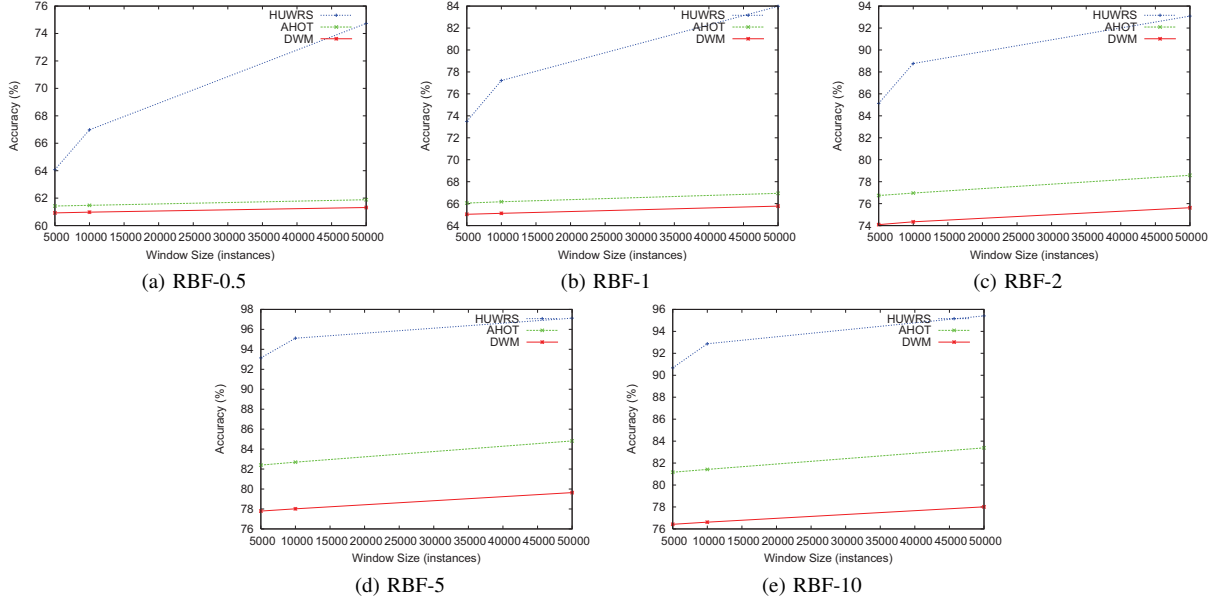 76
74
72
70
68
66
64
62
60
Accuracy (%)
HUWRS
AHOT
DWM
5000 10000 15000 20000 25000 30000 35000 40000 45000 50000
Window Size (instances)
(a) RBF-0.5
84
82
80
78
76
74
72
70
68
66
64
Accuracy (%)
HUWRS
AHOT
DWM
5000 10000 15000 20000 25000 30000 35000 40000 45000 50000
Window Size (instances)
(b) RBF-1
94
92
90
88
86
84
82
80
78
76
74
Accuracy (%)
HUWRS
AHOT
DWM
5000 10000 15000 20000 25000 30000 35000 40000 45000 50000
Window Size (instances)
(c) RBF-2
98
96
94
92
90
88
86
84
82
80
78
76
Accuracy (%)
HUWRS
AHOT
DWM
5000 10000 15000 20000 25000 30000 35000 40000 45000 50000
Window Size (instances)
(d) RBF-5
96
94
92
90
88
86
84
82
80
78
76
Accuracy (%)
HUWRS
AHOT
DWM
5000 10000 15000 20000 25000 30000 35000 40000 45000 50000
Window Size (instances)
(e) RBF-10